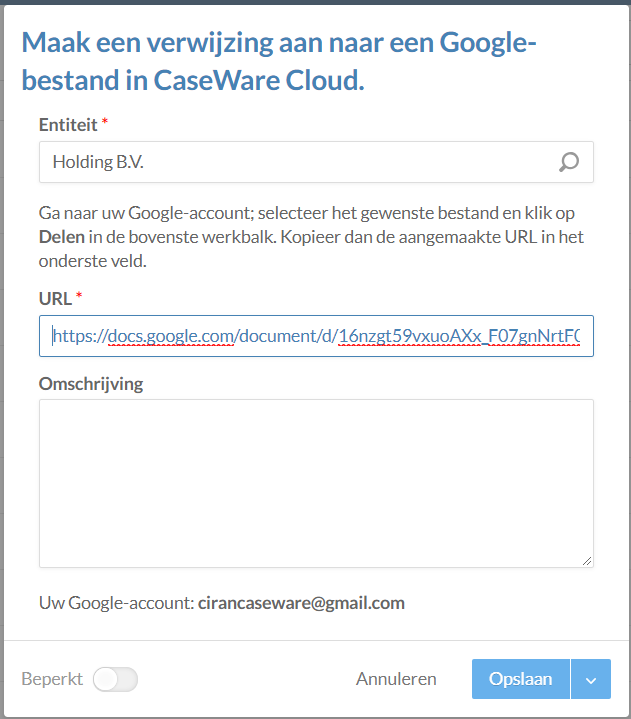 Maak een verwijzing aan naar een Google-
bestand in CaseWare Cloud.
Entiteit *
Holding B.V.
Ga naar uw Google-account; selecteer het gewenste bestand en klik op
Delen in de bovenste werkbalk. Kopieer dan de aangemaakte URL in het
onderste veld.
URL *
https://docs.google.com/document/d/16nzgt59vxuoAXx_F07gnNrtF0
Omschrijving
Uw Google-account: cirancaseware@gmail.com
Beperkt
Annuleren
Opslaan